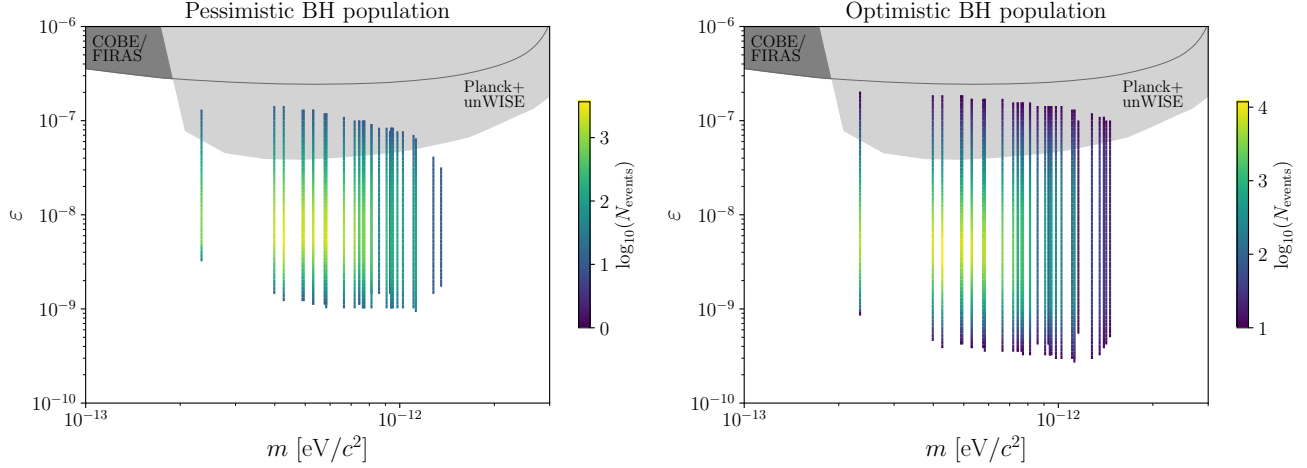 Pessimistic BH population
10⁻⁶
10⁻⁷
10⁻⁸
10⁻⁹
10⁻¹⁰
ε
COBE/
FIRAS
Planck+
unWISE
10⁻¹³
10⁻¹²
m [eV/c²]
3
2
1
0
log₁₀(N_events)
Optimistic BH population
10⁻⁶
10⁻⁷
10⁻⁸
10⁻⁹
10⁻¹⁰
ε
COBE/
FIRAS
Planck+
unWISE
10⁻¹³
10⁻¹²
m [eV/c²]
4
3
2
1
log₁₀(N_events)